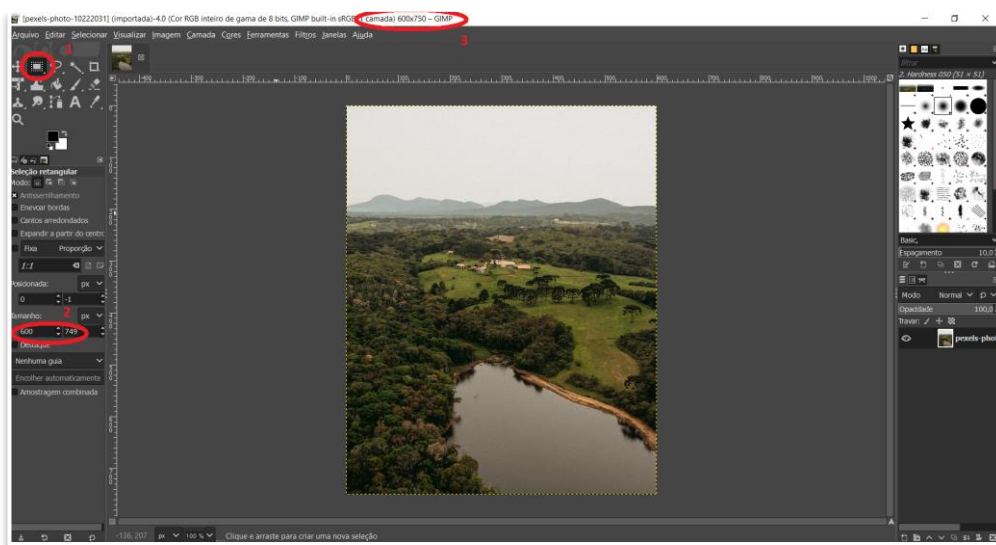 [pexels-photo-10222031] (importada)-4.0 (Cor RGB inteiro de gama de 8 bits, GIMP built-in sRGB, camada) 600x750 – GIMP
Arquivo Editar Selecionar Visualizar Imagem Camada Cores Ferramentas Filtros Janelas Ajuda
1
3
filtrar
2. Hardness 050 (51 × 51)
Seleção retangular
Modo:
Antisserrilhamento
Enevoar bordas
Cantos arredondados
Expandir a partir do centro
Fixa Proporção
1:1
Posicionada: px
0 -1
Tamanho: 2 px
600 749
Destaque
Nenhuma guia
Encolher automaticamente
Amostragem combinada
Basic,
Espaçamento 10,0
Modo Normal
Opacidade 100,0
Travar:
pexels-phot
-136, 207 px 100 % Clique e arraste para criar uma nova seleção